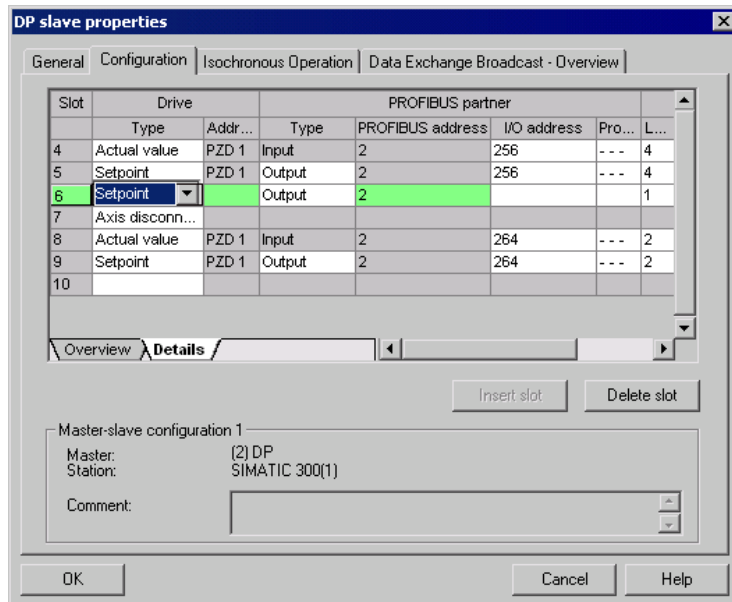 DP slave properties
General Configuration Isochronous Operation Data Exchange Broadcast - Overview
Slot Drive PROFIBUS partner
Type Addr... Type PROFIBUS address I/O address Pro... L...
4 Actual value PZD 1 Input 2 256 - - - 4
5 Setpoint PZD 1 Output 2 256 - - - 4
6 Setpoint Output 2 1
7 Axis disconn...
8 Actual value PZD 1 Input 2 264 - - - 2
9 Setpoint PZD 1 Output 2 264 - - - 2
10
Overview Details
Insert slot Delete slot
Master-slave configuration 1
Master: (2) DP
Station: SIMATIC 300(1)
Comment:
OK Cancel Help